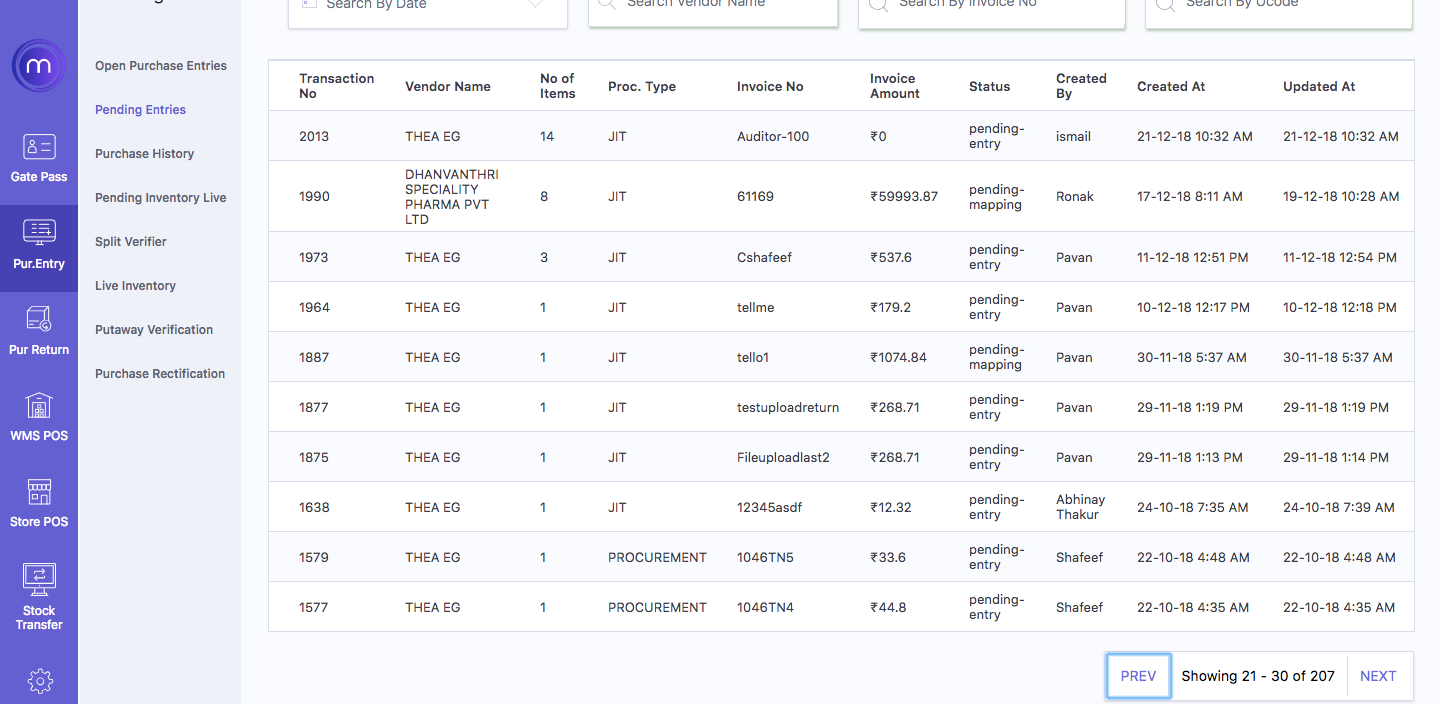 Search By Date
Search Vendor Name
Search By Invoice No
Search By Ucode
m
Gate Pass
Pur.Entry
Pur Return
WMS POS
Store POS
Stock
Transfer
Open Purchase Entries
Pending Entries
Purchase History
Pending Inventory Live
Split Verifier
Live Inventory
Putaway Verification
Purchase Rectification
Transaction No Vendor Name No of Items Proc. Type Invoice No Invoice Amount Status Created By Created At Updated At
2013 THEA EG 14 JIT Auditor-100 ₹0 pending-entry ismail 21-12-18 10:32 AM 21-12-18 10:32 AM
1990 DHANVANTHRI SPECIALITY PHARMA PVT LTD 8 JIT 61169 ₹59993.87 pending-mapping Ronak 17-12-18 8:11 AM 19-12-18 10:28 AM
1973 THEA EG 3 JIT Cshafeef ₹537.6 pending-entry Pavan 11-12-18 12:51 PM 11-12-18 12:54 PM
1964 THEA EG 1 JIT tellme ₹179.2 pending-entry Pavan 10-12-18 12:17 PM 10-12-18 12:18 PM
1887 THEA EG 1 JIT tello1 ₹1074.84 pending-mapping Pavan 30-11-18 5:37 AM 30-11-18 5:37 AM
1877 THEA EG 1 JIT testuploadreturn ₹268.71 pending-entry Pavan 29-11-18 1:19 PM 29-11-18 1:19 PM
1875 THEA EG 1 JIT Fileuploadlast2 ₹268.71 pending-entry Pavan 29-11-18 1:13 PM 29-11-18 1:14 PM
1638 THEA EG 1 JIT 12345asdf ₹12.32 pending-entry Abhinay Thakur 24-10-18 7:35 AM 24-10-18 7:39 AM
1579 THEA EG 1 PROCUREMENT 1046TN5 ₹33.6 pending-entry Shafeef 22-10-18 4:48 AM 22-10-18 4:48 AM
1577 THEA EG 1 PROCUREMENT 1046TN4 ₹44.8 pending-entry Shafeef 22-10-18 4:35 AM 22-10-18 4:35 AM
PREV Showing 21 - 30 of 207 NEXT